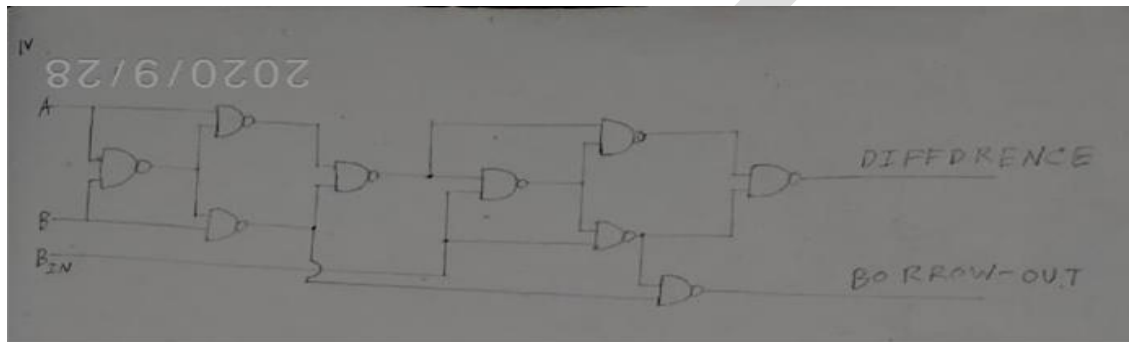 IV
2020/9/28
A
DIFFDRENCE
B
BIN
BORROW-OUT